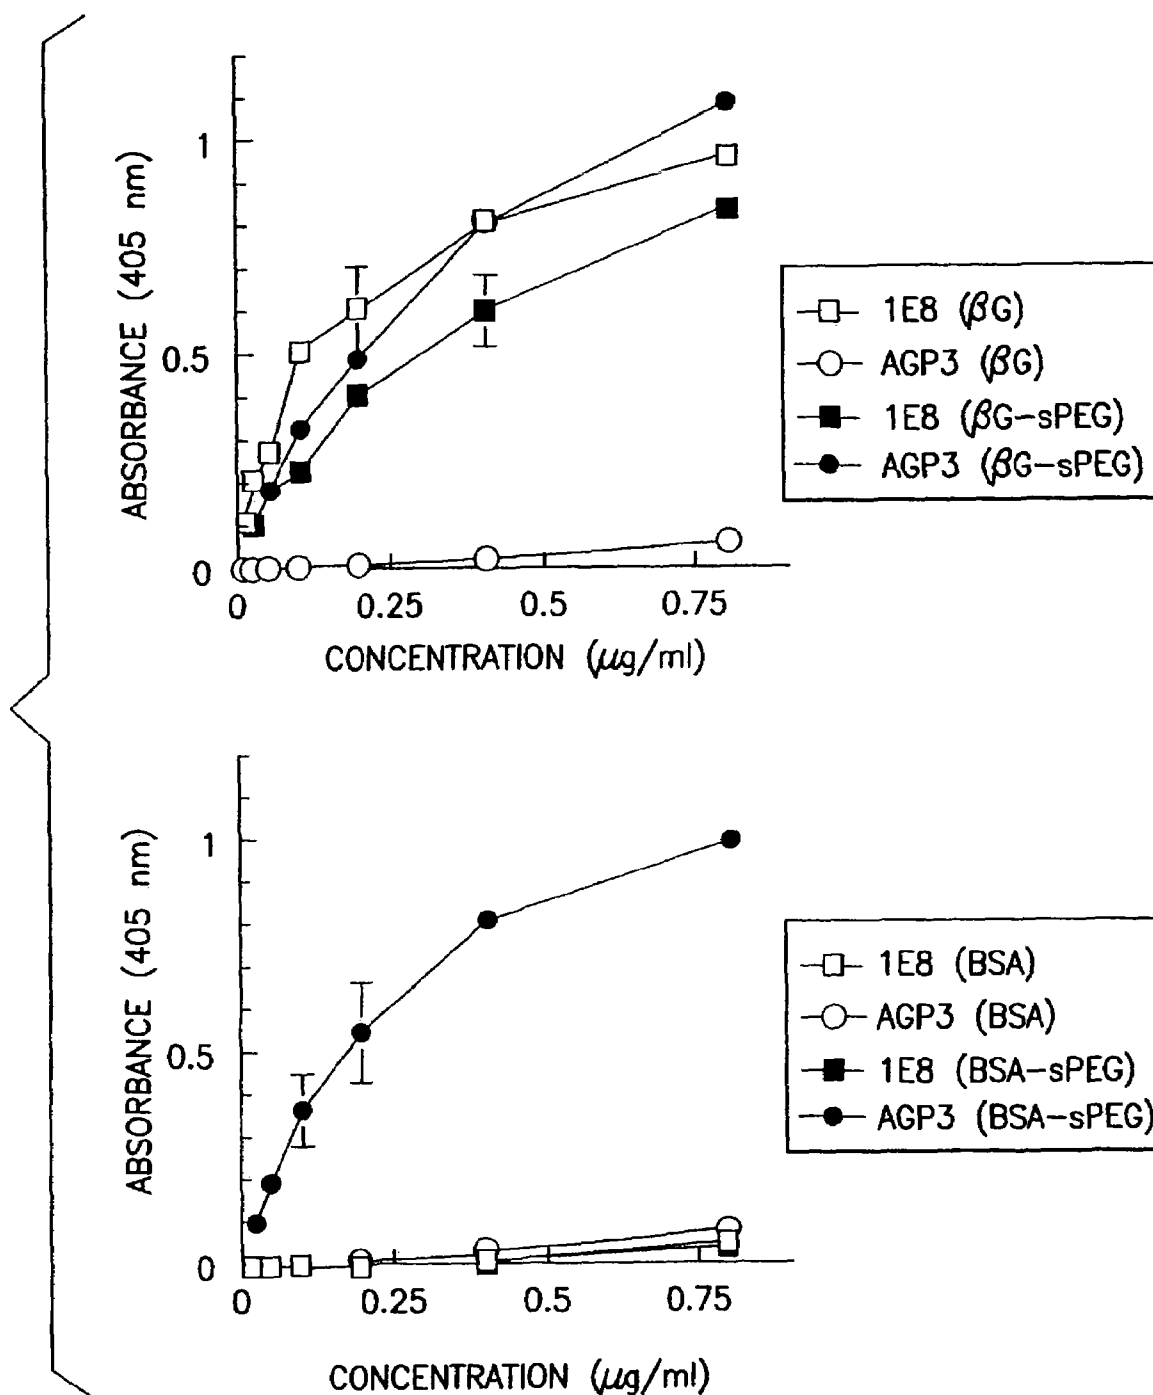 ABSORBANCE (405 nm)
1
0.5
0
0
0.25
0.5
0.75
CONCENTRATION (μg/ml)
1E8 (βG)
AGP3 (βG)
1E8 (βG-sPEG)
AGP3 (βG-sPEG)
ABSORBANCE (405 nm)
1
0.5
0
0
0.25
0.5
0.75
CONCENTRATION (μg/ml)
1E8 (BSA)
AGP3 (BSA)
1E8 (BSA-sPEG)
AGP3 (BSA-sPEG)